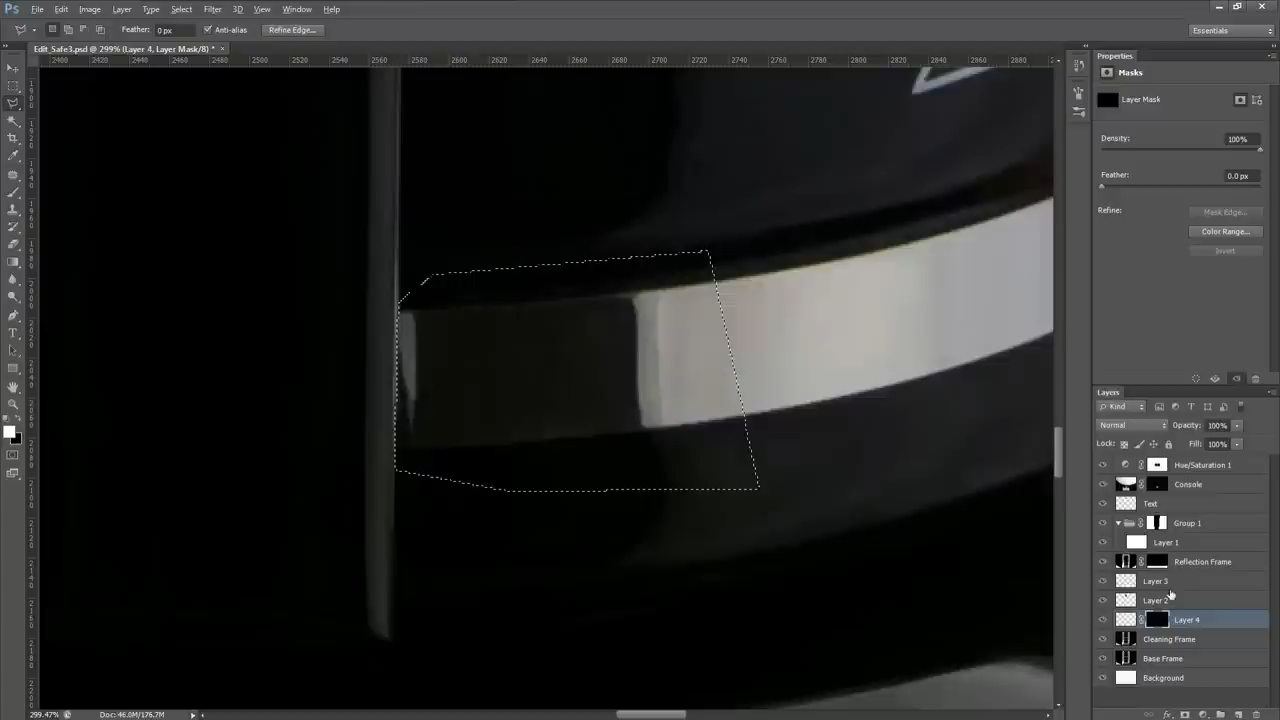 Ps File Edit Image Layer Type Select Filter 3D View Window Help
Feather: 0 px Anti-alias Refine Edge... Essentials
Edit_Safe3.psd @ 299% (Layer 4, Layer Mask/8) * ×
2400 2420 2440 2460 2480 2500 2520 2540 2560 2580 2600 2620 2640 2660 2680 2700 2720 2740 2760 2780 2800 2820 2840 2860 2880
Properties
Masks
Layer Mask
Density: 100%
Feather: 0.0 px
Refine: Mask Edge...
Color Range...
Invert
Layers
Kind
Normal Opacity: 100%
Lock: Fill: 100%
Hue/Saturation 1
Console
Text
Group 1
Layer 1
Reflection Frame
Layer 3
Layer 2
Layer 4
Cleaning Frame
Base Frame
Background
299.47% Doc: 46.0M/176.7M